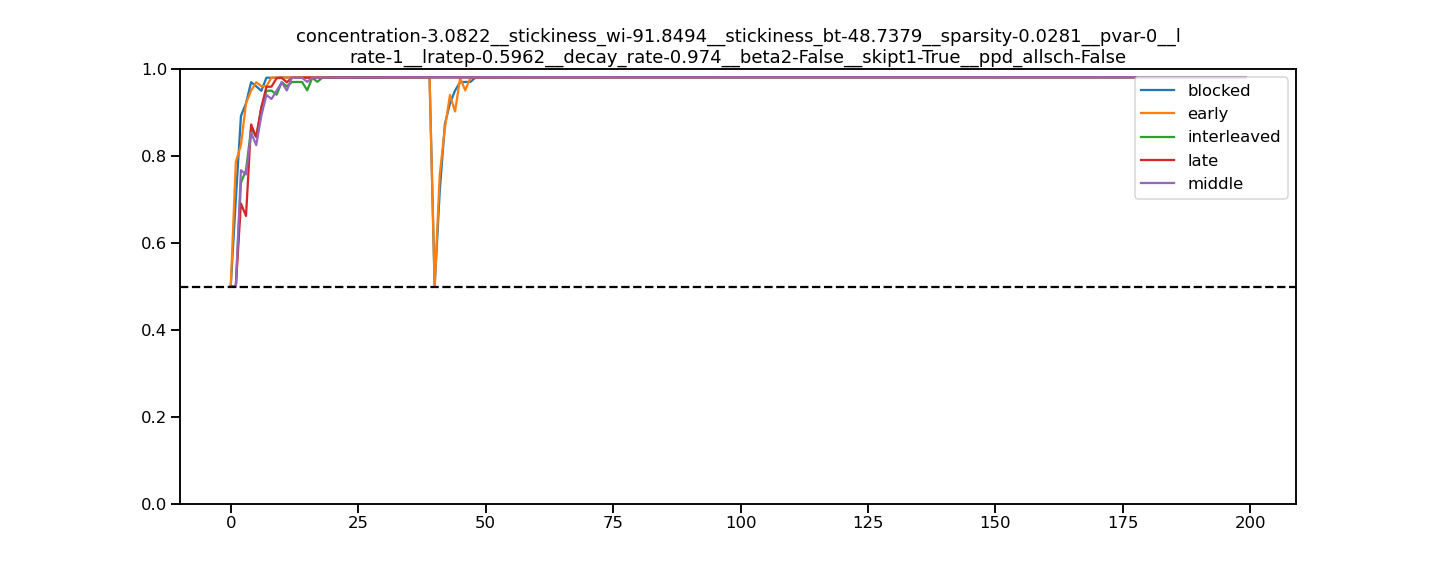 concentration-3.0822__stickiness_wi-91.8494__stickiness_bt-48.7379__sparsity-0.0281__pvar-0__l
rate-1__lratep-0.5962__decay_rate-0.974__beta2-False__skipt1-True__ppd_allsch-False
1.0
0.8
0.6
0.4
0.2
0.0
blocked
early
interleaved
late
middle
0 25 50 75 100 125 150 175 200